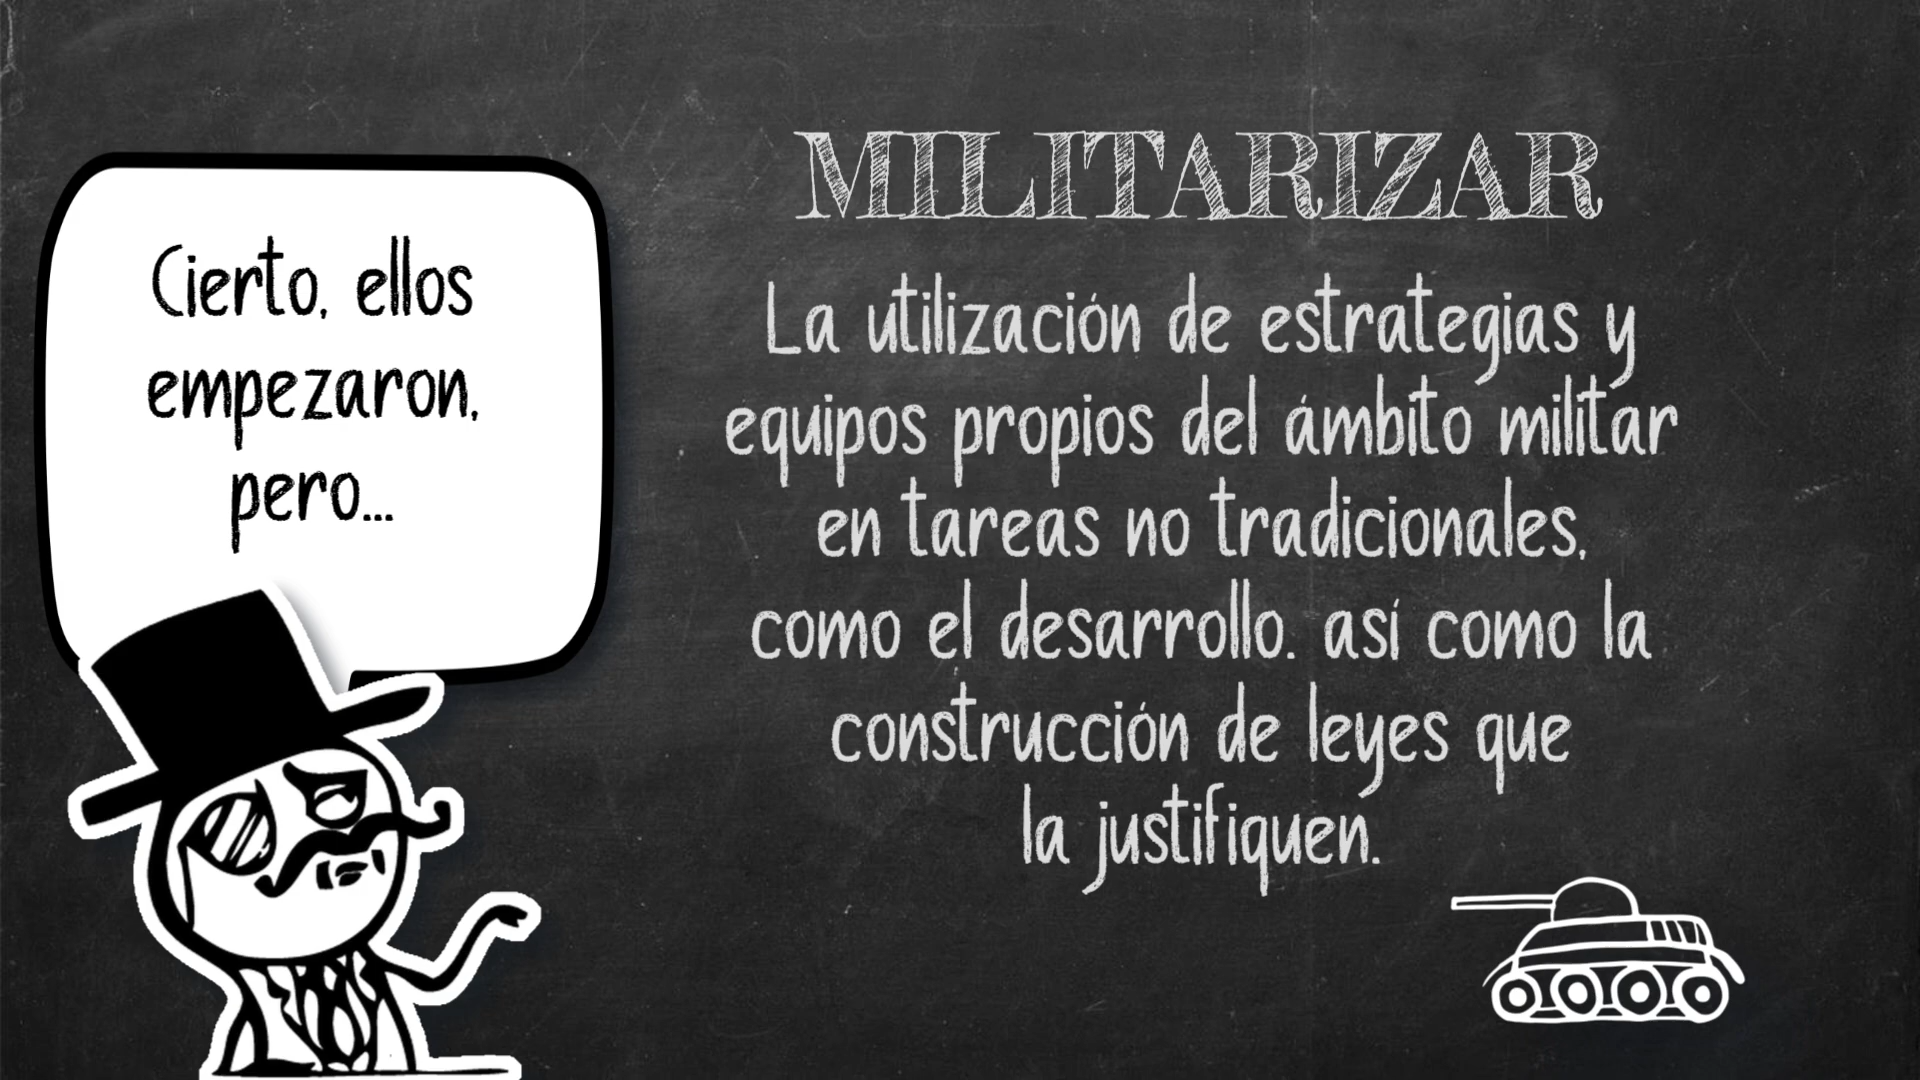 Cierto, ellos
empezaron,
pero...
MILITARIZAR
La utilización de estrategias y
equipos propios del ámbito militar
en tareas no tradicionales,
como el desarrollo. así como la
construcción de leyes que
la justifiquen.